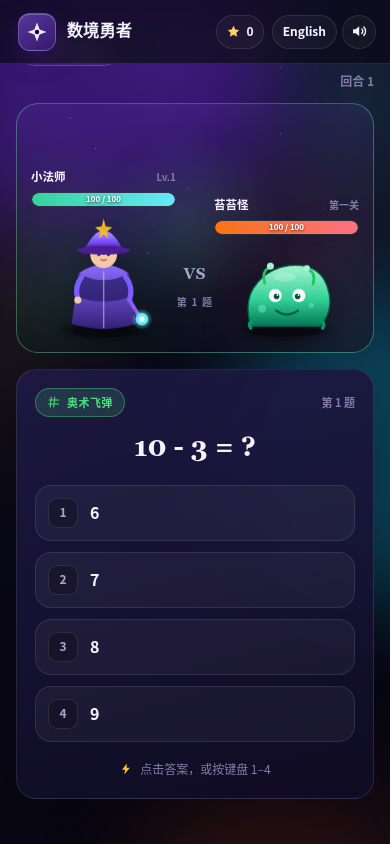 数境勇者
0
English
回合 1
小法师
Lv.1
100 / 100
苔苔怪
第一关
100 / 100
VS
第 1 题
奥术飞弹
第 1 题
10 - 3 = ?
1
6
2
7
3
8
4
9
点击答案，或按键盘 1–4